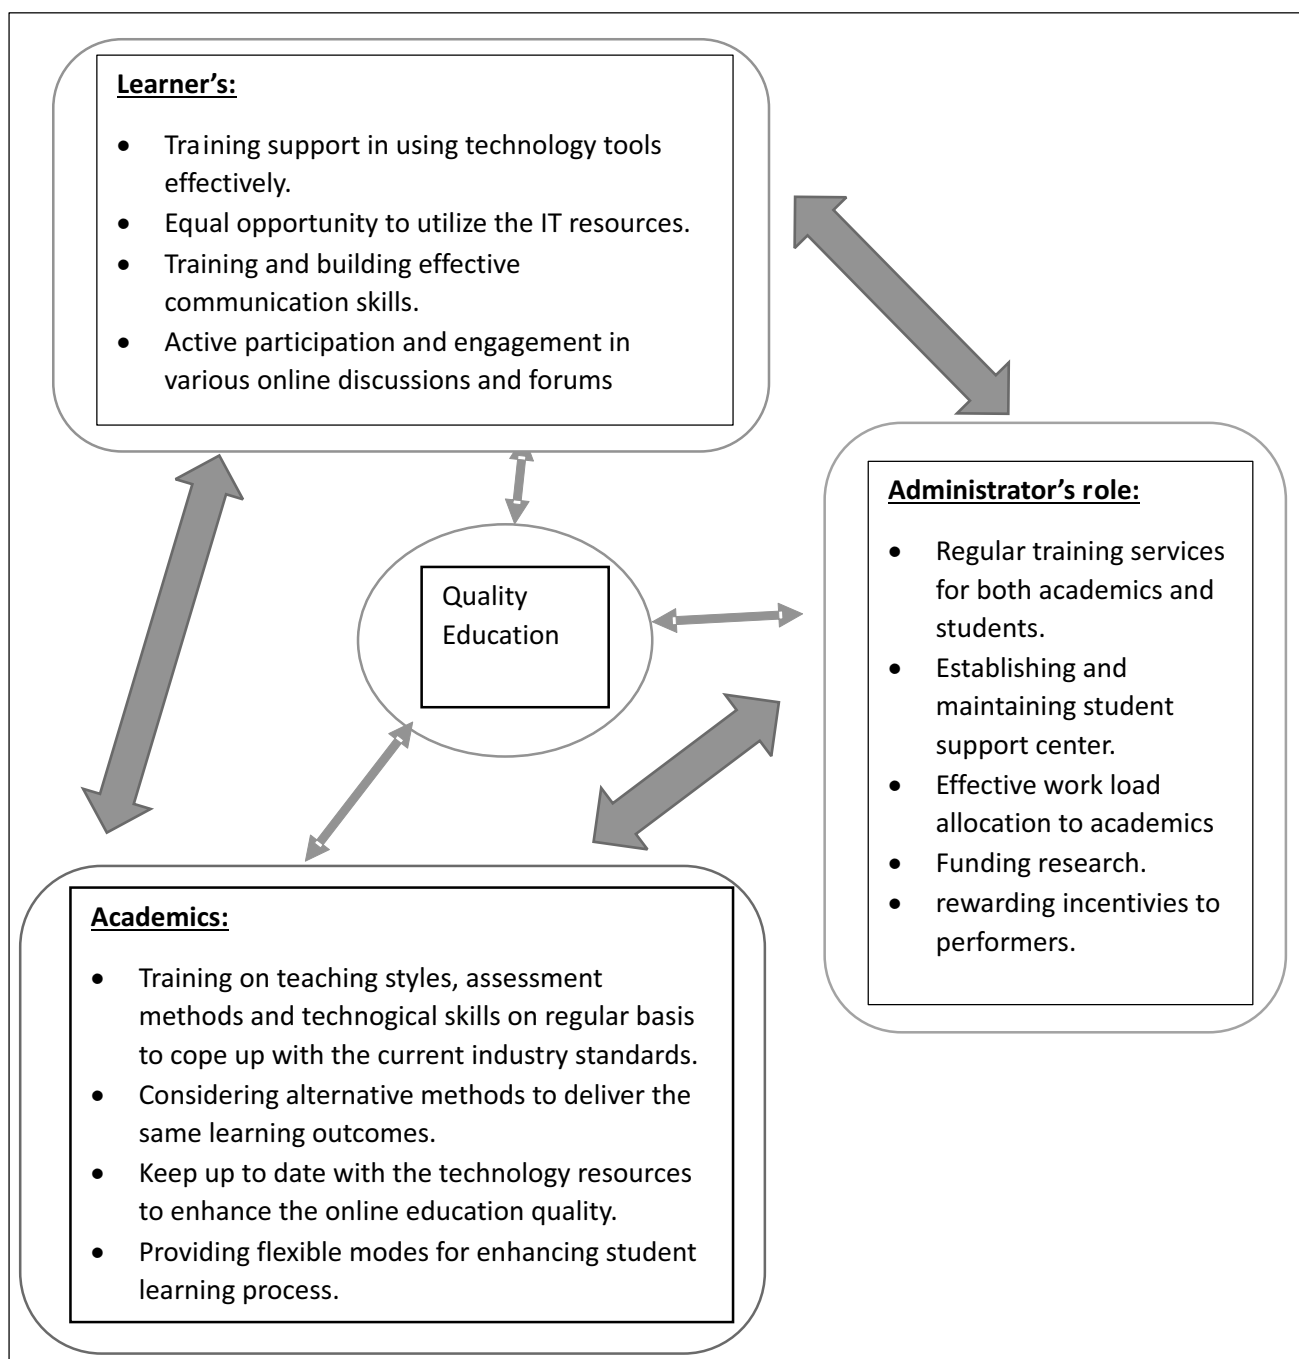 Learner's:
• Training support in using technology tools
effectively.
• Equal opportunity to utilize the IT resources.
• Training and building effective
communication skills.
• Active participation and engagement in
various online discussions and forums
Quality
Education
Administrator's role:
• Regular training services
for both academics and
students.
• Establishing and
maintaining student
support center.
• Effective work load
allocation to academics
• Funding research.
• rewarding incentivies to
performers.
Academics:
• Training on teaching styles, assessment
methods and technogical skills on regular basis
to cope up with the current industry standards.
• Considering alternative methods to deliver the
same learning outcomes.
• Keep up to date with the technology resources
to enhance the online education quality.
• Providing flexible modes for enhancing student
learning process.